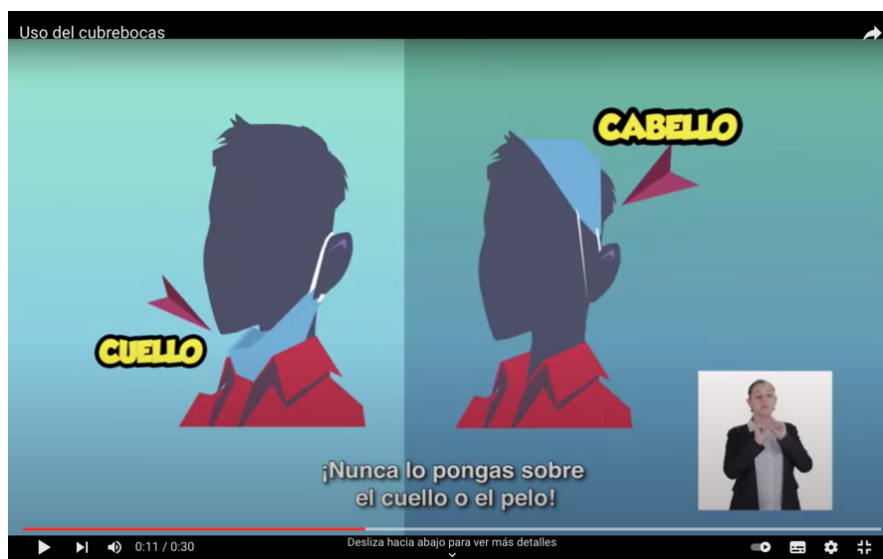 Uso del cubrebocas
CABELLO
CUELLO
¡Nunca lo pongas sobre
el cuello o el pelo!
0:11 / 0:30
Desliza hacia abajo para ver más detalles